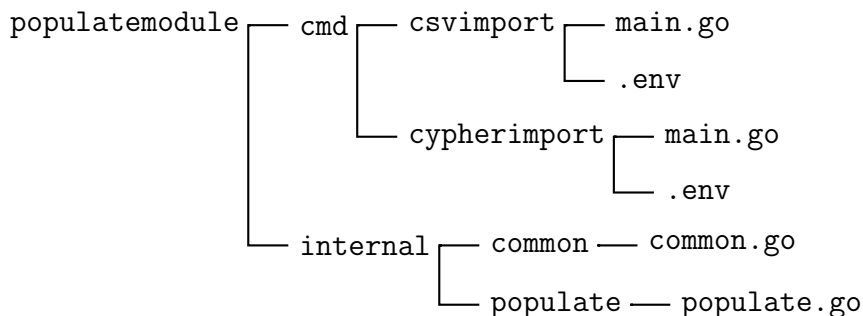 populatemodule cmd csvimport main.go
.env
cypherimport main.go
.env
internal common common.go
populate populate.go